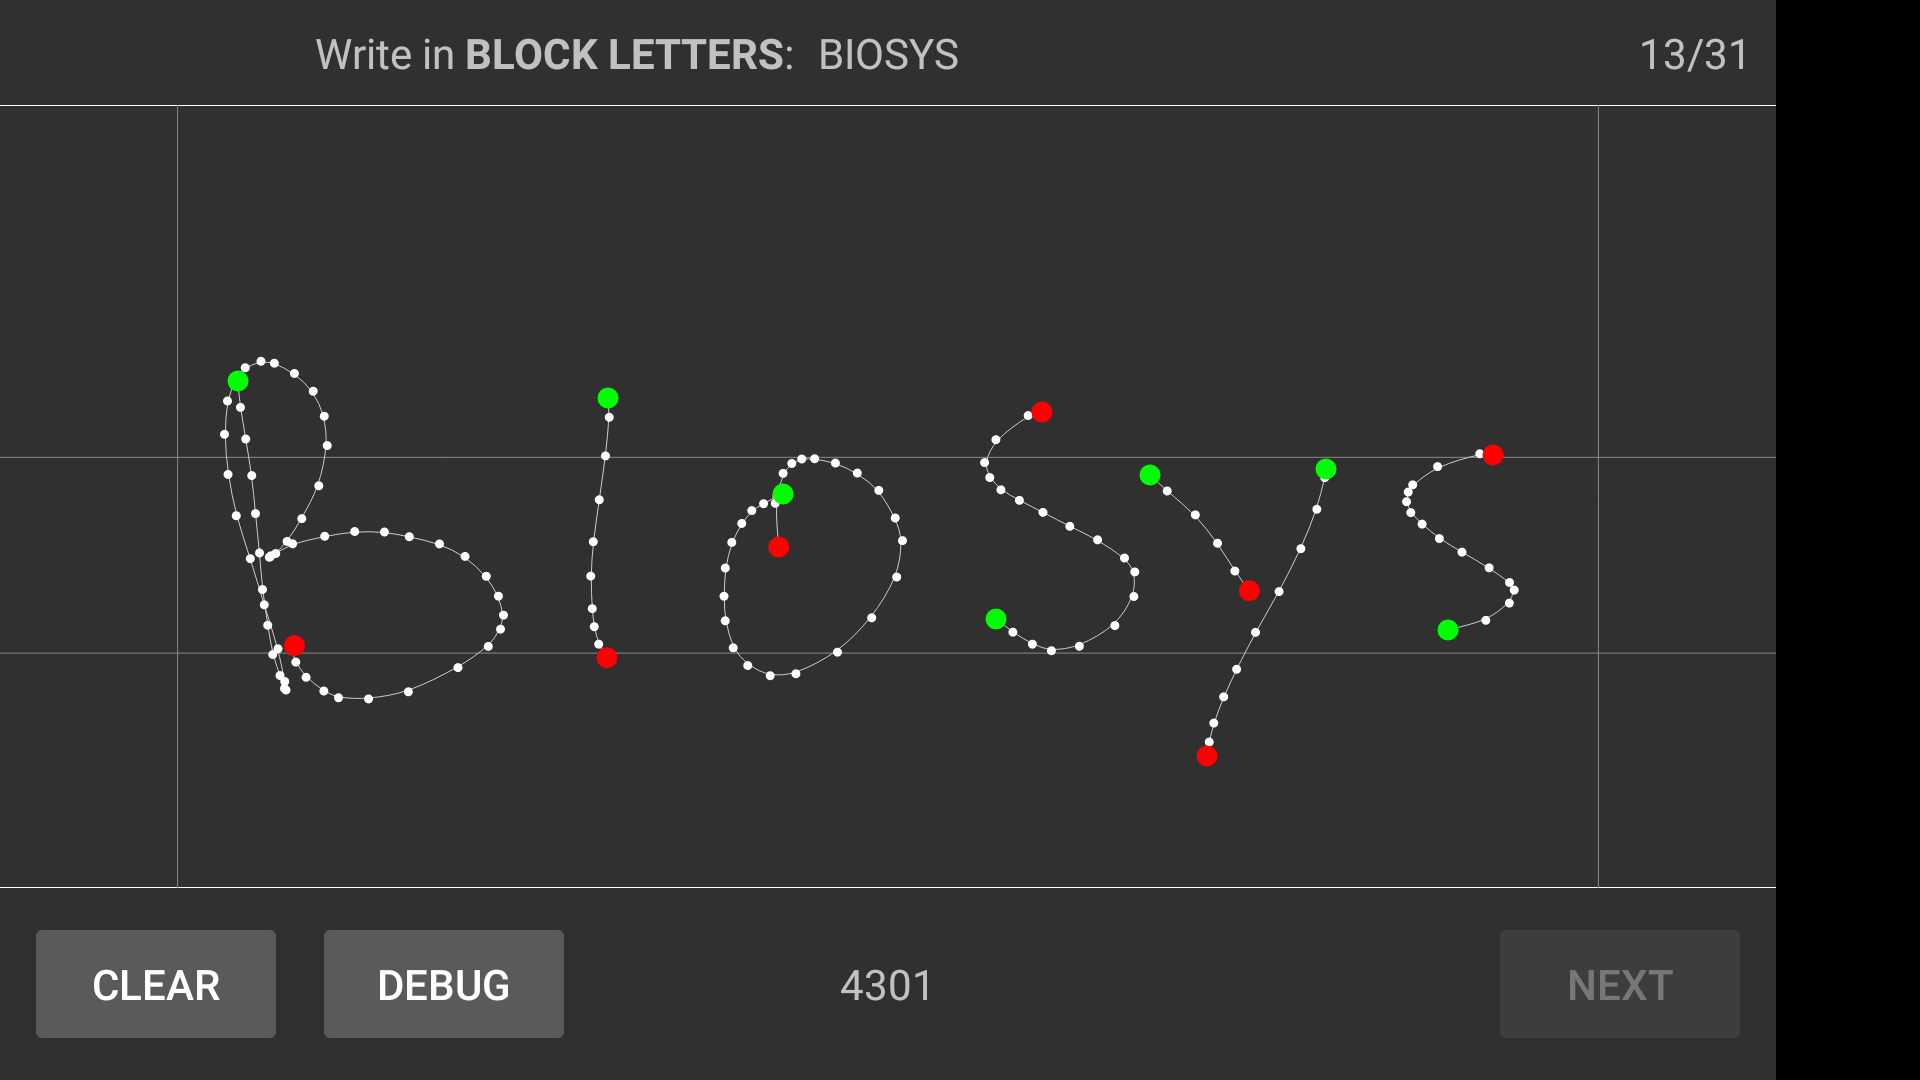 Write in BLOCK LETTERS: BIOSYS 13/31
BIOSYS
CLEAR DEBUG 4301 NEXT